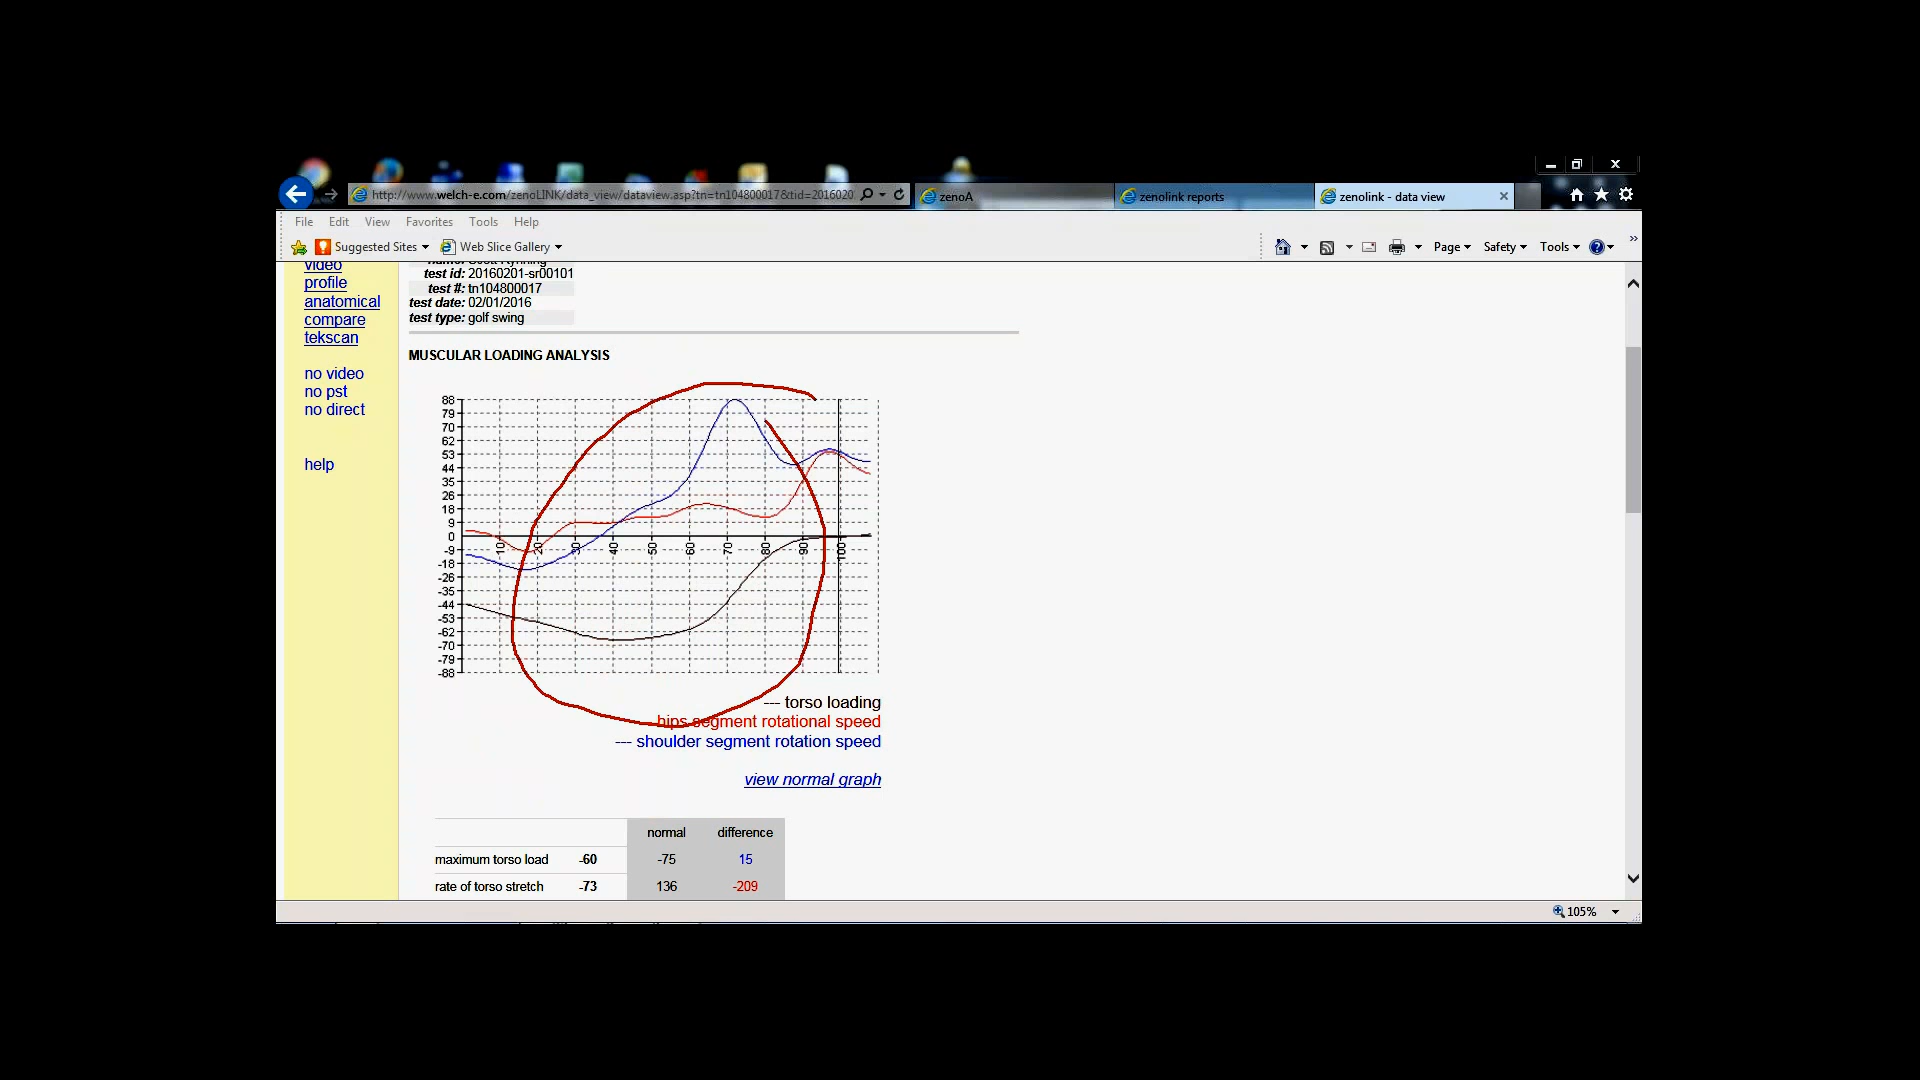 http://www.welch-e.com/zenoLINK/data_view/dataview.asp?tn=tn104800017&tid=2016020
zenoA
zenolink reports
zenolink - data view
File Edit View Favorites Tools Help
Suggested Sites Web Slice Gallery Page Safety Tools
video
profile
anatomical
compare
tekscan
no video
no pst
no direct
help
test id: 20160201-sr00101
test #: tn104800017
test date: 02/01/2016
test type: golf swing
MUSCULAR LOADING ANALYSIS
88
79
70
62
53
44
35
26
18
9
0
-9
-18
-26
-35
-44
-53
-62
-70
-79
-88
10 20 30 40 50 60 70 80 90 100
--- torso loading
hips segment rotational speed
--- shoulder segment rotation speed
view normal graph
normal difference
maximum torso load -60 -75 15
rate of torso stretch -73 136 -209
105%